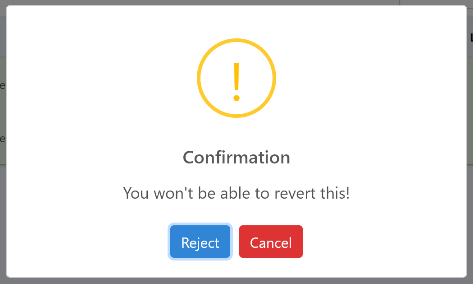 Confirmation
You won't be able to revert this!
Reject Cancel